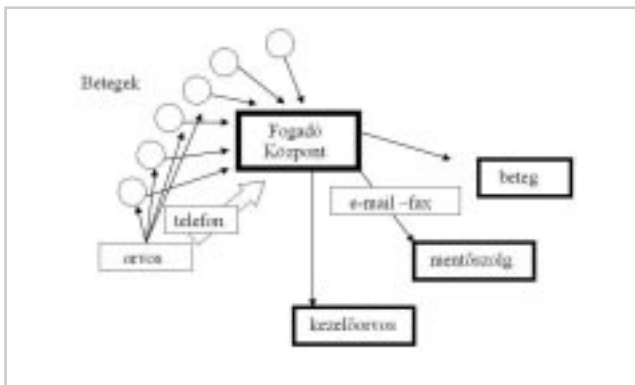 Betegek
Fogadó
Központ
beteg
e-mail –fax
telefon
orvos
mentőszolg
kezelőorvos